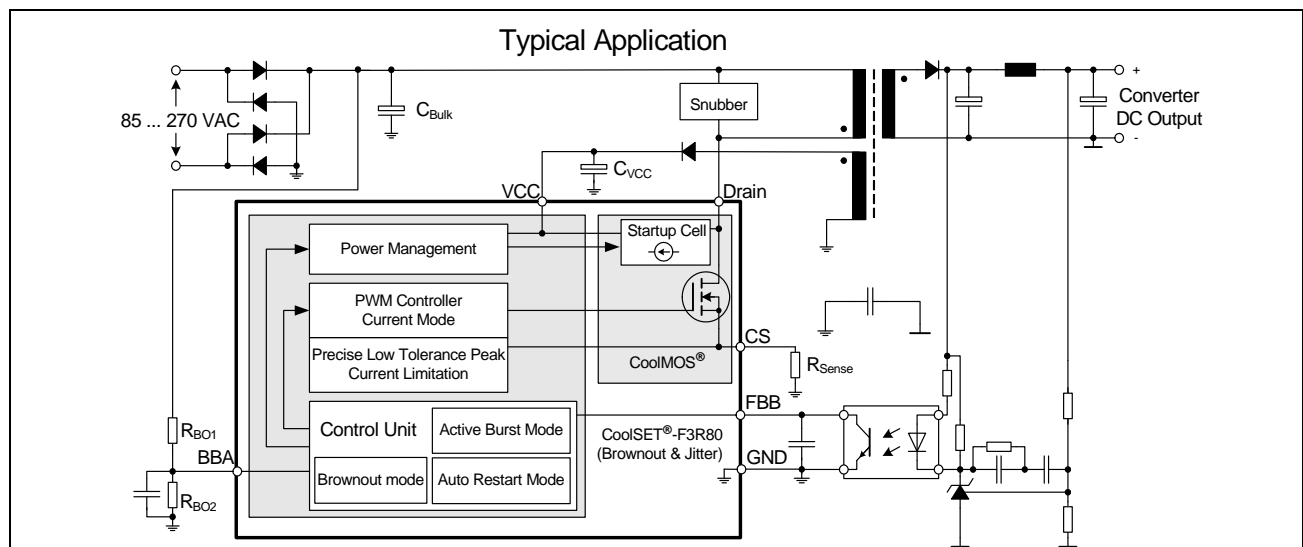 Typical Application
+
Snubber
Converter
DC Output
-
85 ... 270 VAC
CBulk
CVCC
VCC
Drain
Startup Cell
Power Management
PWM Controller
Current Mode
CS
Precise Low Tolerance Peak
Current Limitation
CoolMOS®
RSense
FBB
RBO1
Control Unit
Active Burst Mode
CoolSET®-F3R80
(Brownout & Jitter)
BBA
GND
Brownout mode
Auto Restart Mode
RBO2